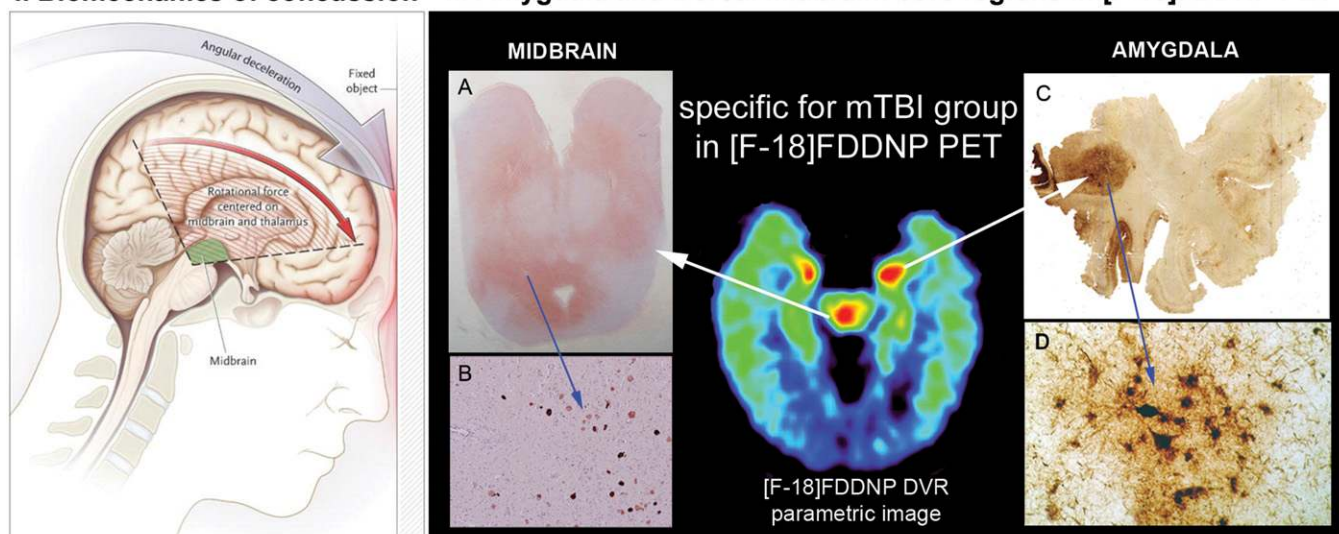 Angular deceleration
Fixed
object
Rotational force
centered on
midbrain and thalamus
Midbrain
MIDBRAIN
A
B
specific for mTBI group
in [F-18]FDDNP PET
[F-18]FDDNP DVR
parametric image
AMYGDALA
C
D